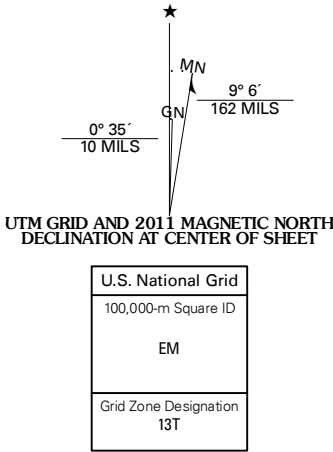 ★
MN
GN
9° 6´
162 MILS
0° 35´
10 MILS
UTM GRID AND 2011 MAGNETIC NORTH
DECLINATION AT CENTER OF SHEET
U.S. National Grid
100,000-m Square ID
EM
Grid Zone Designation
13T